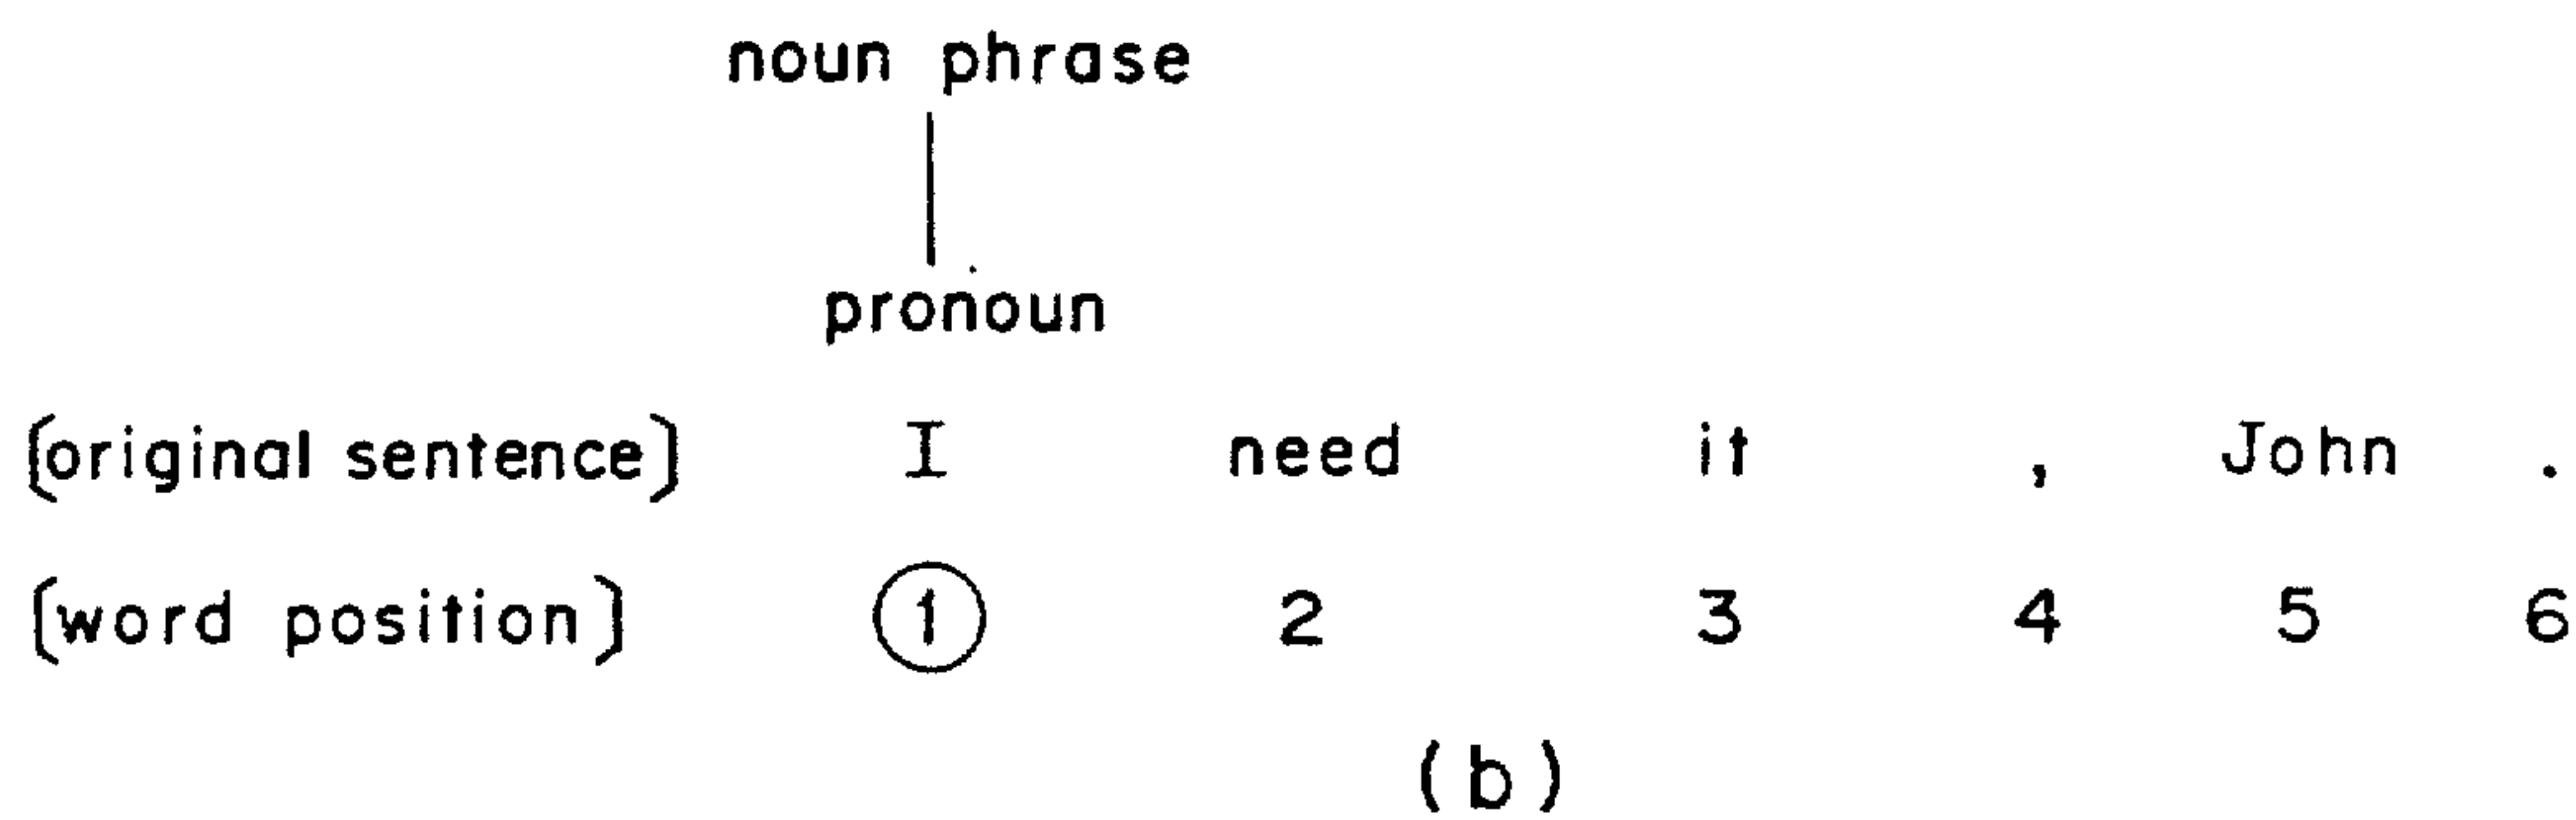 noun phrase
pronoun
[original sentence] I need it , John .
[word position] 1 2 3 4 5 6
(b)